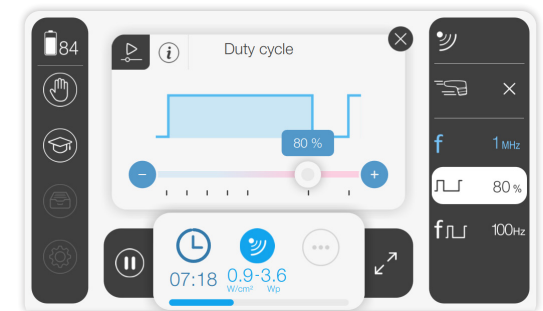 84
Duty cycle
i
80 %
07:18
0.9-3.6
W/cm² Wp
f 1 MHz
80 %
f 100Hz